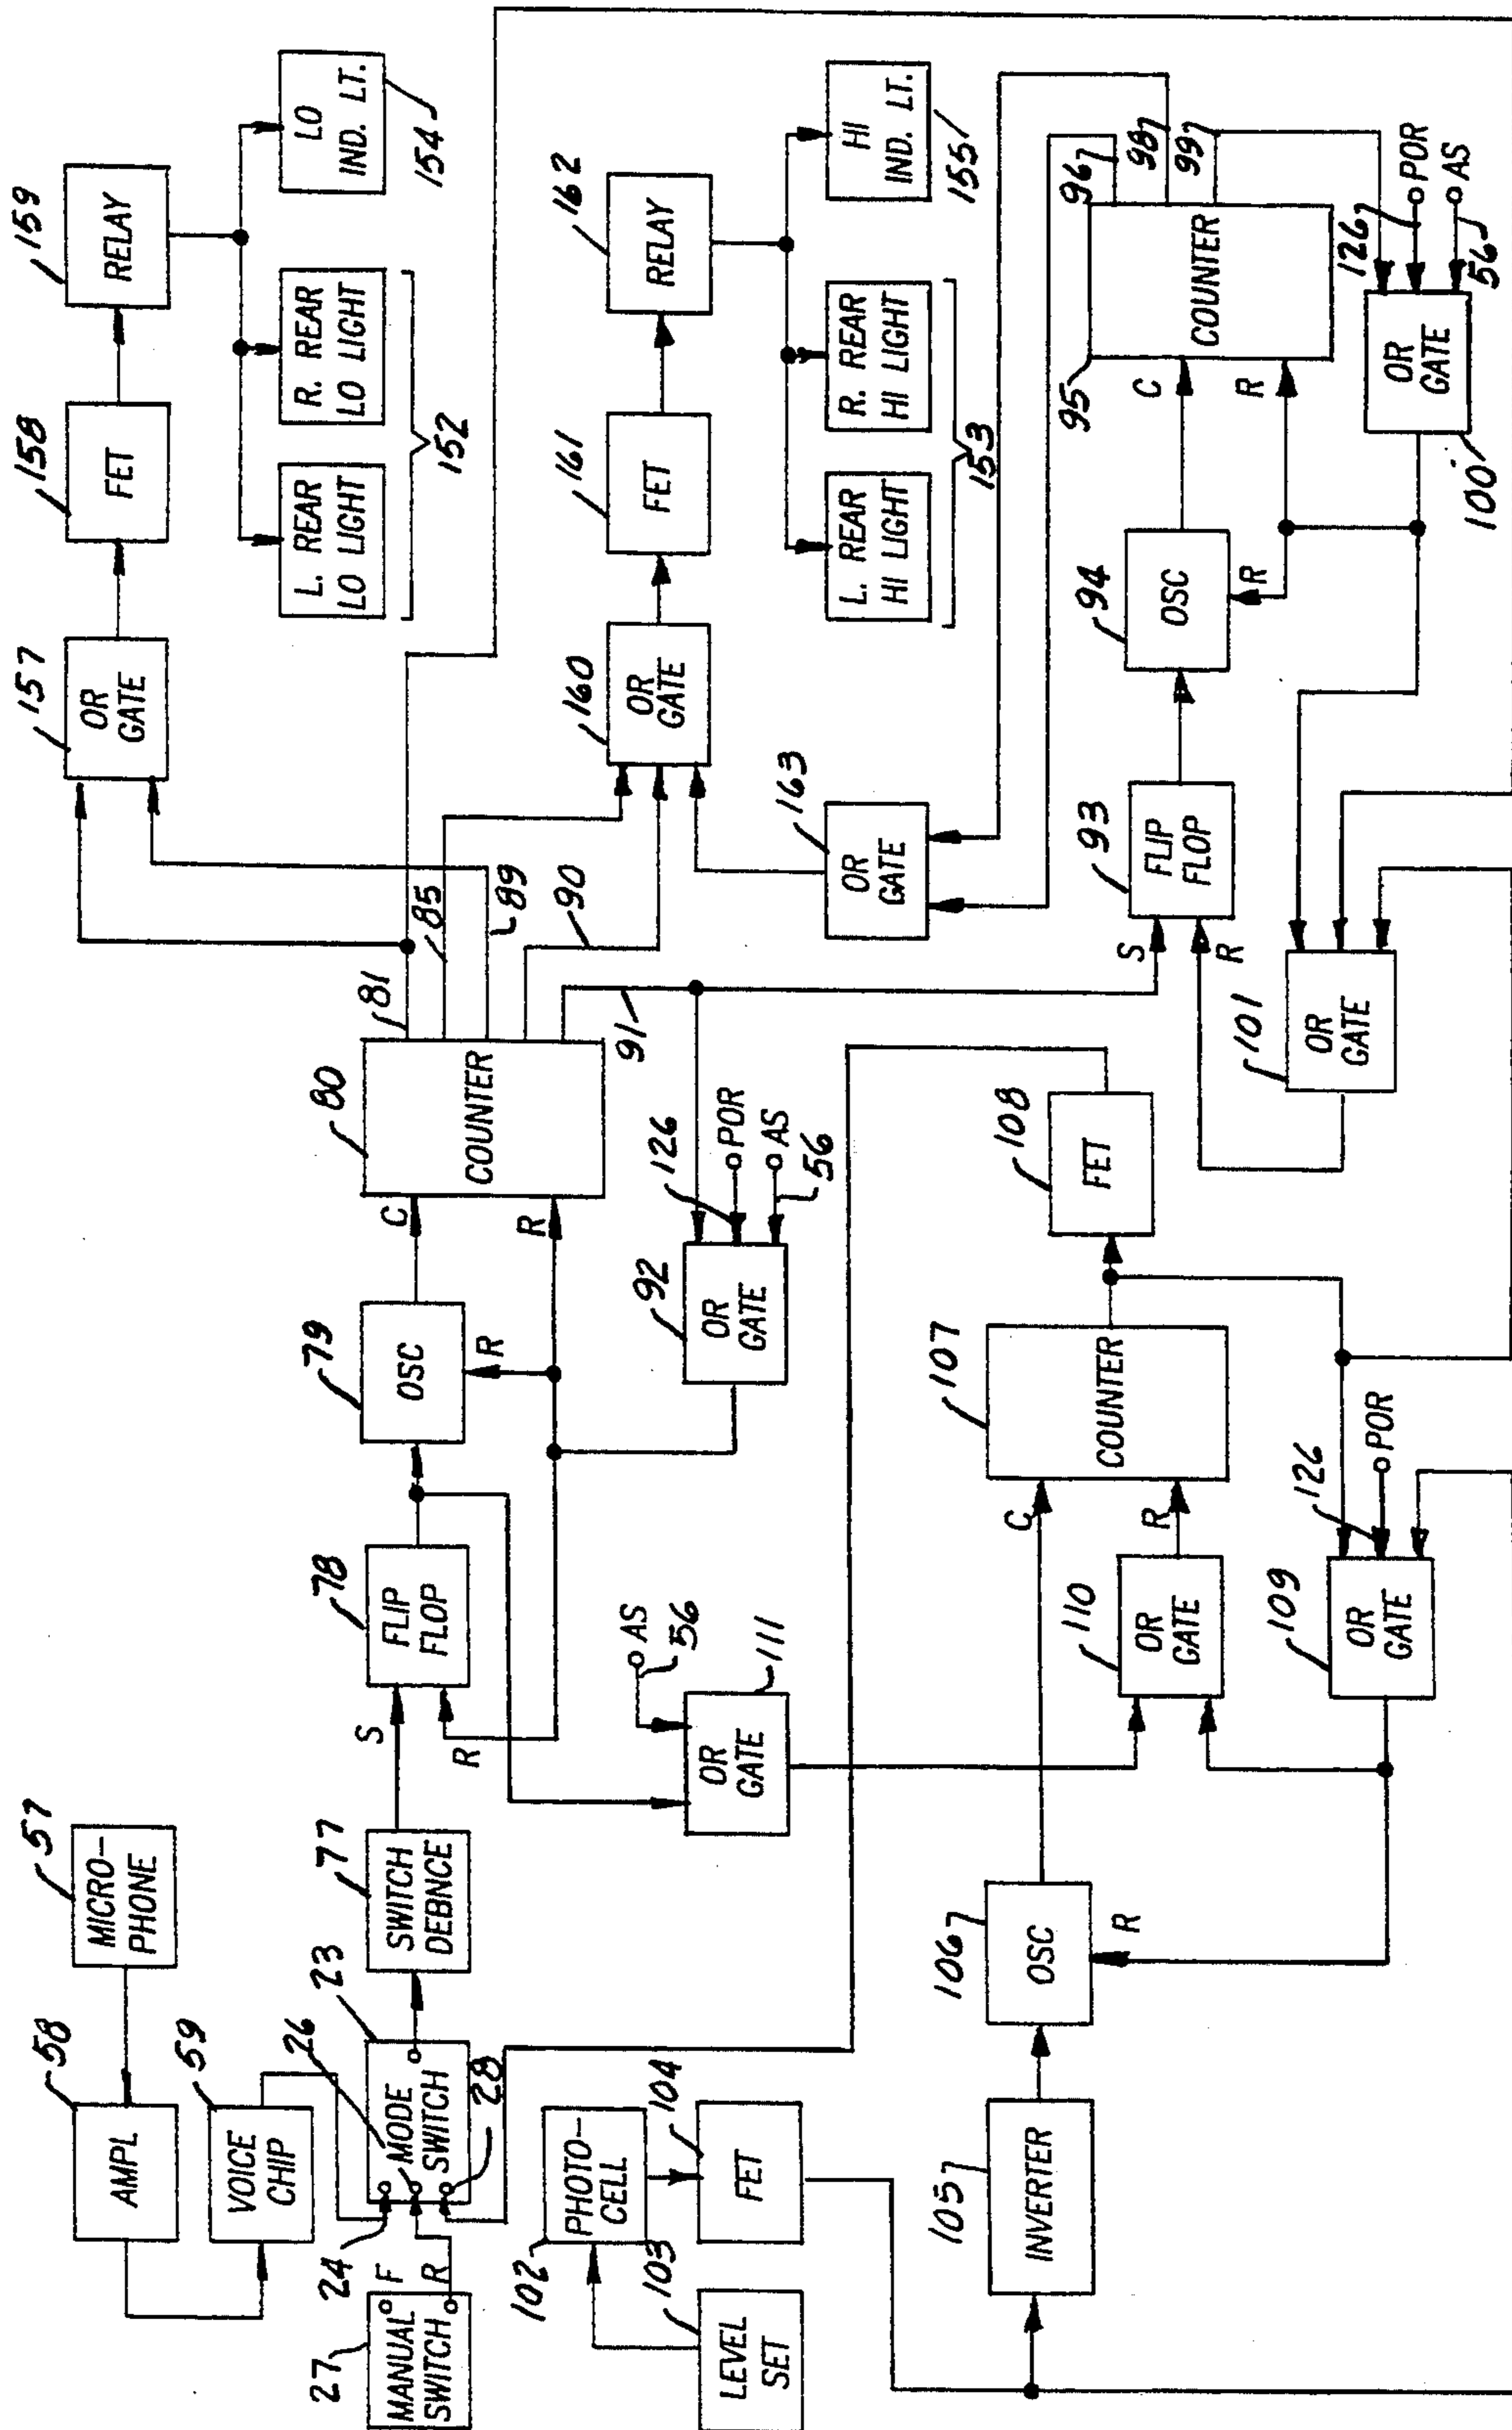 57
MICRO-
PHONE
58
AMPL
59
VOICE
CHIP
27
MANUAL
SWITCH
F
R
24
26
23
MODE
SWITCH
28
77
SWITCH
DEBNCE
S
R
78
FLIP
FLOP
79
OSC
R
C
R
80
COUNTER
81
85
89
90
91
157
OR
GATE
158
FET
159
RELAY
L. REAR
LO LIGHT
R. REAR
LO LIGHT
152
LO
IND. LT.
154
160
OR
GATE
161
FET
162
RELAY
L. REAR
HI LIGHT
R. REAR
HI LIGHT
153
HI
IND. LT.
155
163
OR
GATE
92
OR
GATE
126
POR
AS
56
AS
56
111
OR
GATE
102
PHOTO-
CELL
103
LEVEL
SET
104
FET
105
INVERTER
106
OSC
R
C
R
107
COUNTER
108
FET
110
OR
GATE
109
OR
GATE
126
POR
S
R
93
FLIP
FLOP
94
OSC
R
C
R
95
COUNTER
96
98
99
126
POR
AS
56
OR
GATE
100
101
OR
GATE